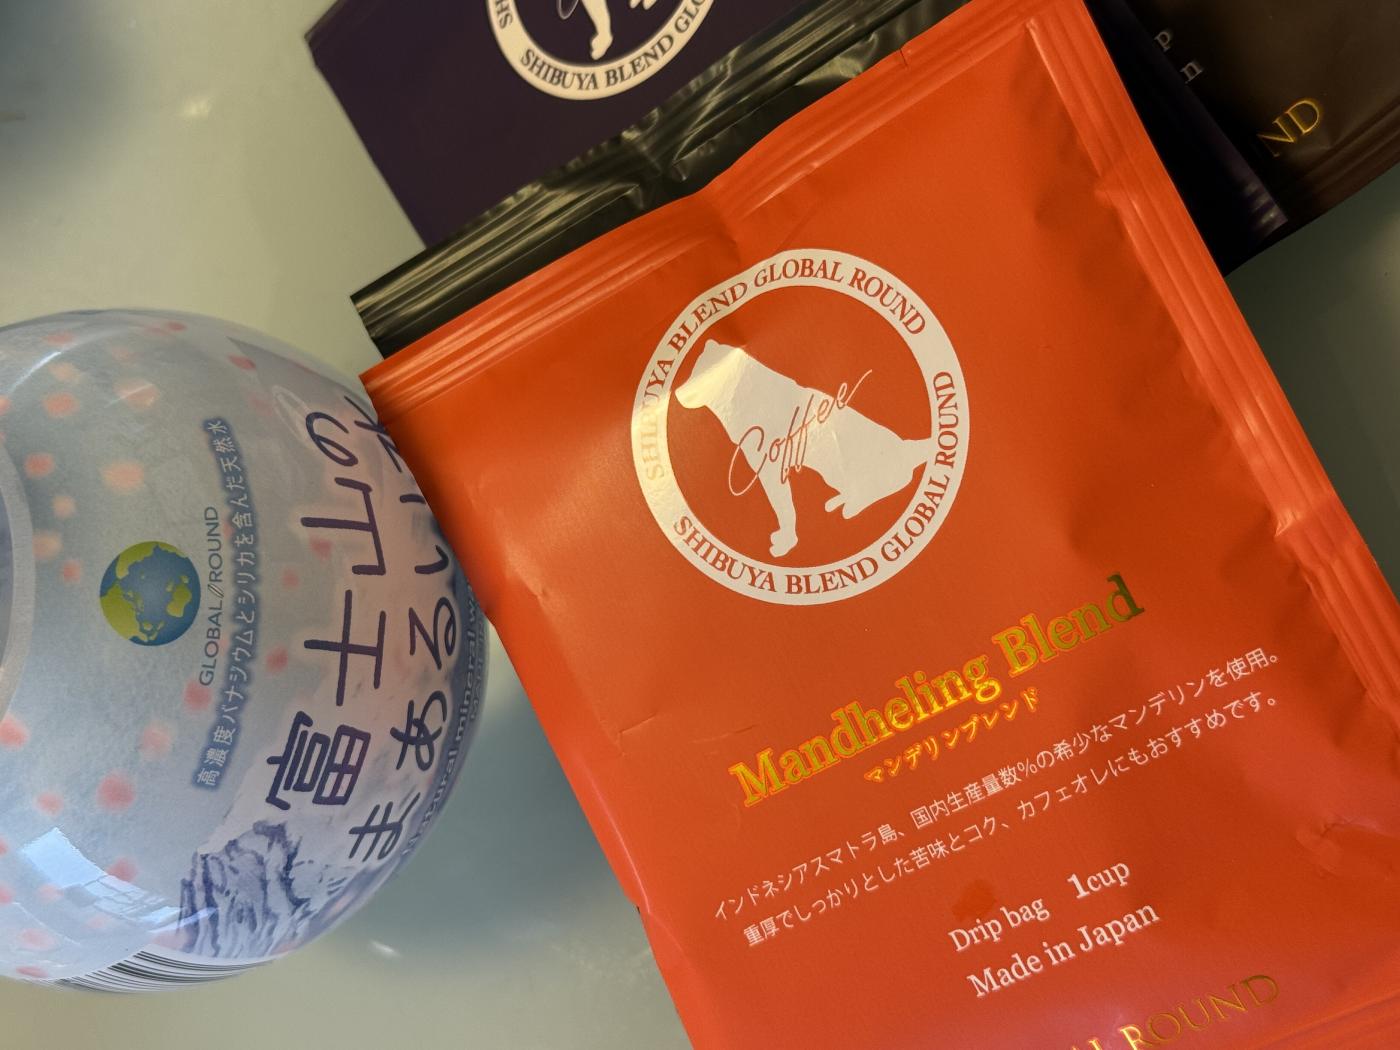 SHIBUYA BLEND GLO
SHIBUYA BLEND GLOBAL ROUND
SHIBUYA BLEND GLOBAL ROUND
Coffee
Mandheling Blend
マンデリンブレンド
インドネシアスマトラ島、国内生産量数%の希少なマンデリンを使用。
重厚でしっかりとした苦味とコク、カフェオレにもおすすめです。
Drip bag 1cup
Made in Japan
AL ROUND
ND
GLOBAL ROUND
高濃度バナジウムとシリカを含んだ天然水
富士山の
まあるい
natural mineral w